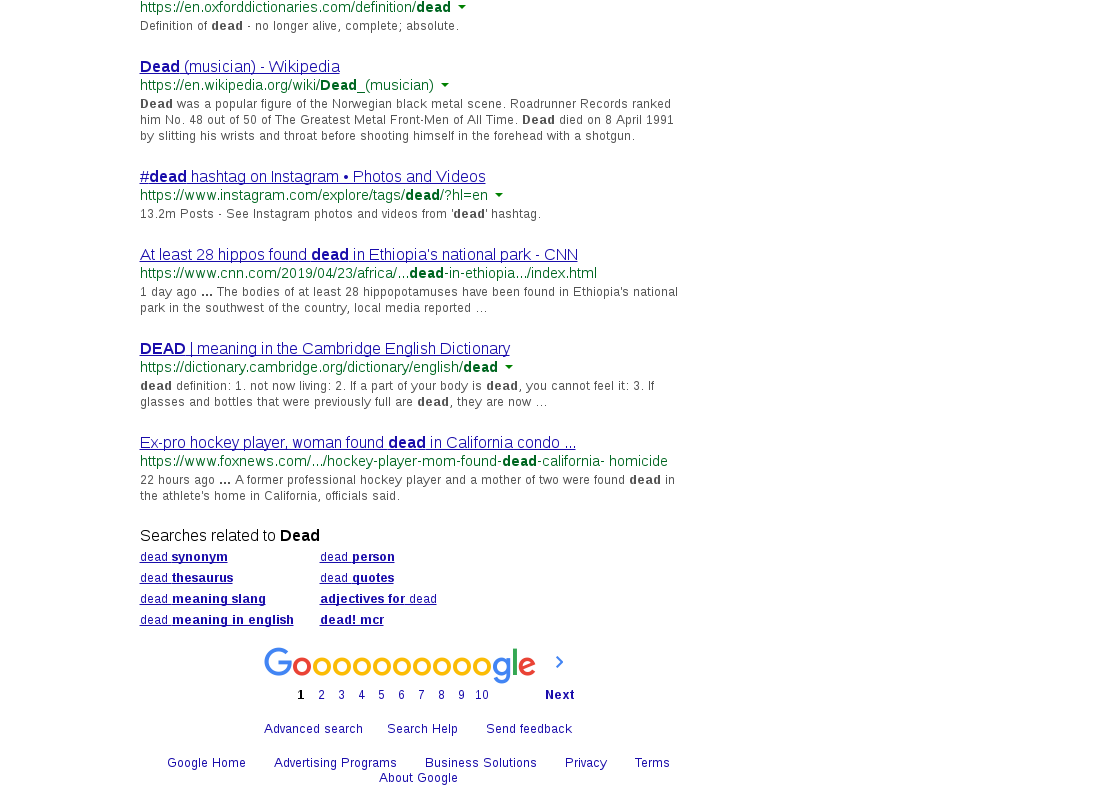 https://en.oxforddictionaries.com/definition/dead
Definition of dead - no longer alive, complete; absolute.
Dead (musician) - Wikipedia
https://en.wikipedia.org/wiki/Dead_(musician)
Dead was a popular figure of the Norwegian black metal scene. Roadrunner Records ranked
him No. 48 out of 50 of The Greatest Metal Front-Men of All Time. Dead died on 8 April 1991
by slitting his wrists and throat before shooting himself in the forehead with a shotgun.
#dead hashtag on Instagram • Photos and Videos
https://www.instagram.com/explore/tags/dead/?hl=en
13.2m Posts - See Instagram photos and videos from 'dead' hashtag.
At least 28 hippos found dead in Ethiopia's national park - CNN
https://www.cnn.com/2019/04/23/africa/...dead-in-ethiopia.../index.html
1 day ago ... The bodies of at least 28 hippopotamuses have been found in Ethiopia's national
park in the southwest of the country, local media reported ...
DEAD | meaning in the Cambridge English Dictionary
https://dictionary.cambridge.org/dictionary/english/dead
dead definition: 1. not now living: 2. If a part of your body is dead, you cannot feel it: 3. If
glasses and bottles that were previously full are dead, they are now ...
Ex-pro hockey player, woman found dead in California condo ...
https://www.foxnews.com/.../hockey-player-mom-found-dead-california- homicide
22 hours ago ... A former professional hockey player and a mother of two were found dead in
the athlete's home in California, officials said.
Searches related to Dead
dead synonym dead person
dead thesaurus dead quotes
dead meaning slang adjectives for dead
dead meaning in english dead! mcr
Goooooooooogle >
1 2 3 4 5 6 7 8 9 10 Next
Advanced search Search Help Send feedback
Google Home Advertising Programs Business Solutions Privacy Terms
About Google